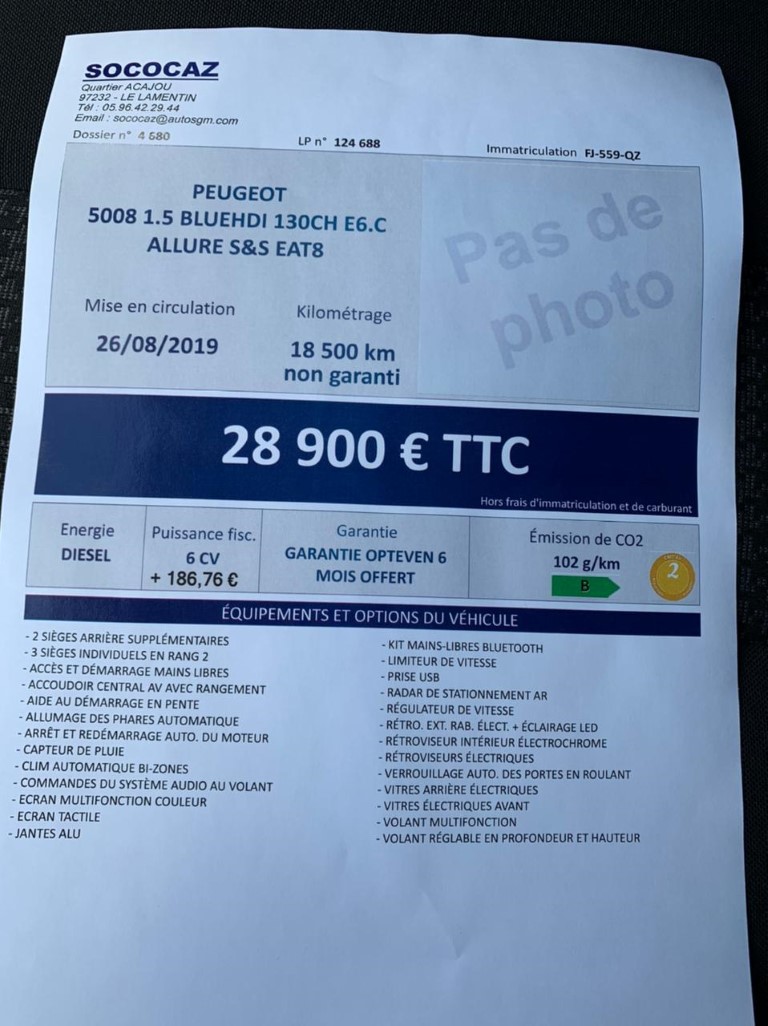 SOCOCAZ
Quartier ACAJOU
97232 - LE LAMENTIN
Tél : 05.96.42.29.44
Email : sococaz@autosgm.com
Dossier n° 4 680
LP n° 124 688
Immatriculation FJ-559-QZ
PEUGEOT
5008 1.5 BLUEHDI 130CH E6.C
ALLURE S&S EAT8
Pas de
photo
Mise en circulation
Kilométrage
26/08/2019
18 500 km
non garanti
28 900 € TTC
Hors frais d'immatriculation et de carburant
Energie
DIESEL
Puissance fisc.
6 CV
+ 186,76 €
Garantie
GARANTIE OPTEVEN 6
MOIS OFFERT
Émission de CO2
102 g/km
B
2
ÉQUIPEMENTS ET OPTIONS DU VÉHICULE
- 2 SIÈGES ARRIÈRE SUPPLÉMENTAIRES
- 3 SIÈGES INDIVIDUELS EN RANG 2
- ACCÈS ET DÉMARRAGE MAINS LIBRES
- ACCOUDOIR CENTRAL AV AVEC RANGEMENT
- AIDE AU DÉMARRAGE EN PENTE
- ALLUMAGE DES PHARES AUTOMATIQUE
- ARRÊT ET REDÉMARRAGE AUTO. DU MOTEUR
- CAPTEUR DE PLUIE
- CLIM AUTOMATIQUE BI-ZONES
- COMMANDES DU SYSTÈME AUDIO AU VOLANT
- ECRAN MULTIFONCTION COULEUR
- ECRAN TACTILE
- JANTES ALU
- KIT MAINS-LIBRES BLUETOOTH
- LIMITEUR DE VITESSE
- PRISE USB
- RADAR DE STATIONNEMENT AR
- RÉGULATEUR DE VITESSE
- RÉTRO. EXT. RAB. ÉLECT. + ÉCLAIRAGE LED
- RÉTROVISEUR INTÉRIEUR ÉLECTROCHROME
- RÉTROVISEURS ÉLECTRIQUES
- VERROUILLAGE AUTO. DES PORTES EN ROULANT
- VITRES ARRIÈRE ÉLECTRIQUES
- VITRES ÉLECTRIQUES AVANT
- VOLANT MULTIFONCTION
- VOLANT RÉGLABLE EN PROFONDEUR ET HAUTEUR